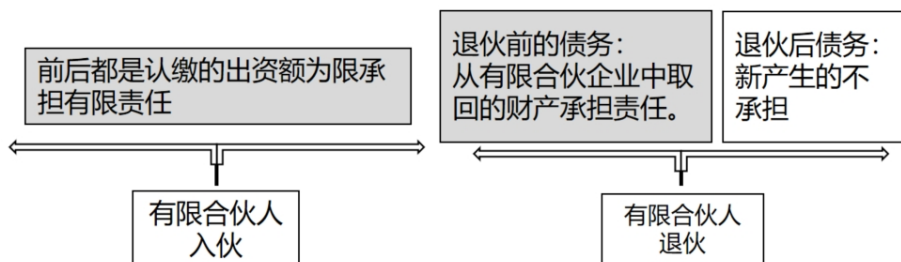 前后都是认缴的出资额为限承
担有限责任
有限合伙人
入伙
退伙前的债务：
从有限合伙企业中取
回的财产承担责任。
退伙后债务：
新产生的不
承担
有限合伙人
退伙